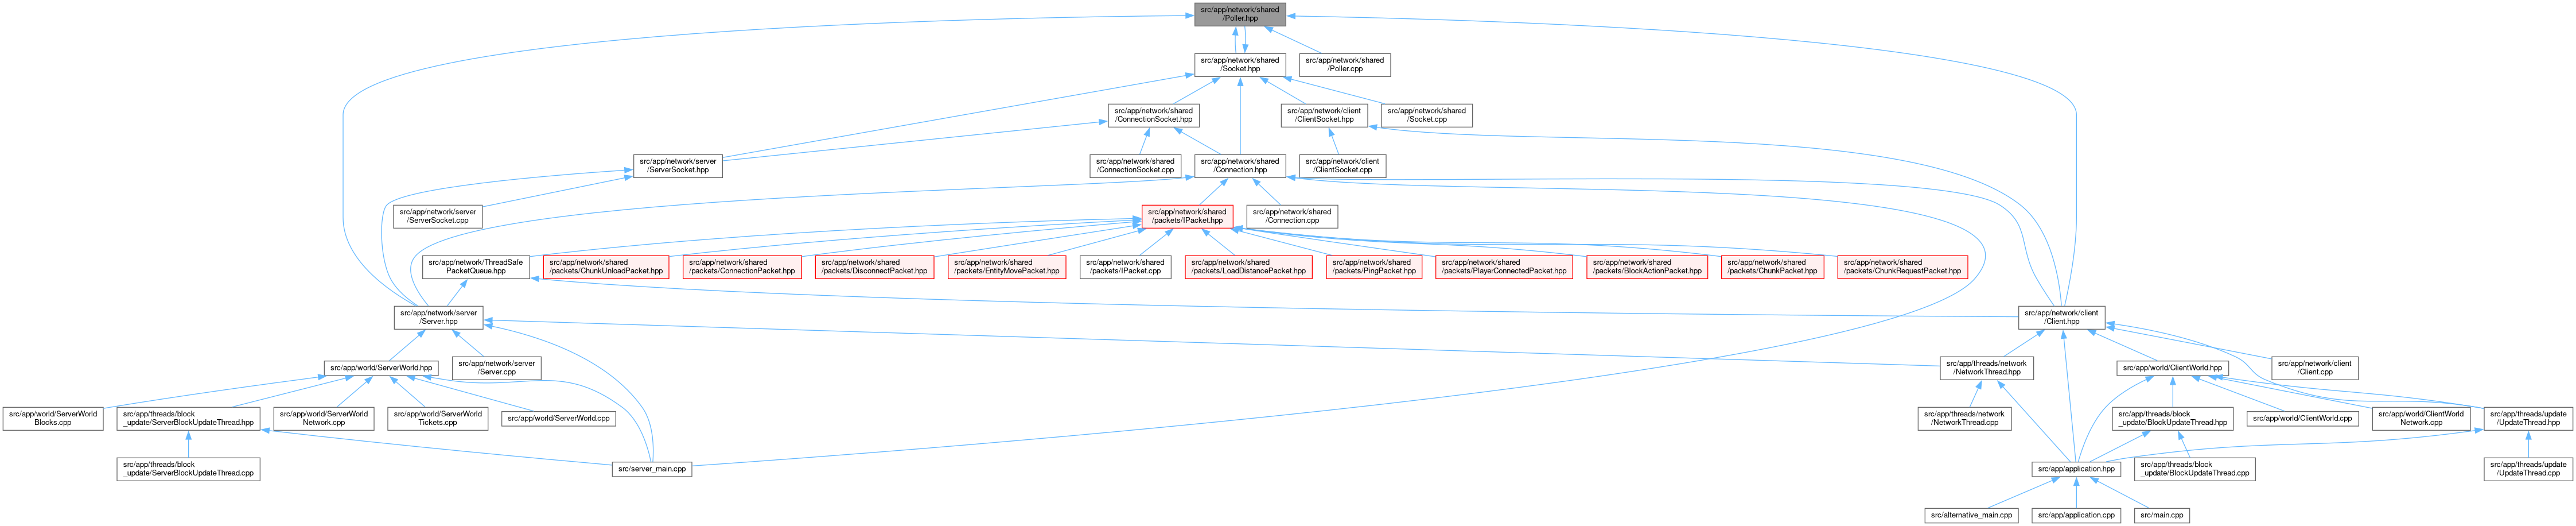 src/app/network/shared
/Poller.hpp
src/app/network/shared
/Socket.hpp
src/app/network/shared
/Poller.cpp
src/app/network/shared
/ConnectionSocket.hpp
src/app/network/client
/ClientSocket.hpp
src/app/network/shared
/Socket.cpp
src/app/network/server
/ServerSocket.hpp
src/app/network/shared
/ConnectionSocket.cpp
src/app/network/shared
/Connection.hpp
src/app/network/client
/ClientSocket.cpp
src/app/network/server
/ServerSocket.cpp
src/app/network/shared
/packets/IPacket.hpp
src/app/network/shared
/Connection.cpp
src/app/network/ThreadSafe
PacketQueue.hpp
src/app/network/shared
/packets/ChunkUnloadPacket.hpp
src/app/network/shared
/packets/ConnectionPacket.hpp
src/app/network/shared
/packets/DisconnectPacket.hpp
src/app/network/shared
/packets/EntityMovePacket.hpp
src/app/network/shared
/packets/IPacket.cpp
src/app/network/shared
/packets/LoadDistancePacket.hpp
src/app/network/shared
/packets/PingPacket.hpp
src/app/network/shared
/packets/PlayerConnectedPacket.hpp
src/app/network/shared
/packets/BlockActionPacket.hpp
src/app/network/shared
/packets/ChunkPacket.hpp
src/app/network/shared
/packets/ChunkRequestPacket.hpp
src/app/network/server
/Server.hpp
src/app/network/client
/Client.hpp
src/app/world/ServerWorld.hpp
src/app/network/server
/Server.cpp
src/app/threads/network
/NetworkThread.hpp
src/app/world/ClientWorld.hpp
src/app/network/client
/Client.cpp
src/app/world/ServerWorld
Blocks.cpp
src/app/threads/block
_update/ServerBlockUpdateThread.hpp
src/app/world/ServerWorld
Network.cpp
src/app/world/ServerWorld
Tickets.cpp
src/app/world/ServerWorld.cpp
src/app/threads/network
/NetworkThread.cpp
src/app/threads/block
_update/BlockUpdateThread.hpp
src/app/world/ClientWorld.cpp
src/app/world/ClientWorld
Network.cpp
src/app/threads/update
/UpdateThread.hpp
src/app/threads/block
_update/ServerBlockUpdateThread.cpp
src/server_main.cpp
src/app/application.hpp
src/app/threads/block
_update/BlockUpdateThread.cpp
src/app/threads/update
/UpdateThread.cpp
src/alternative_main.cpp
src/app/application.cpp
src/main.cpp